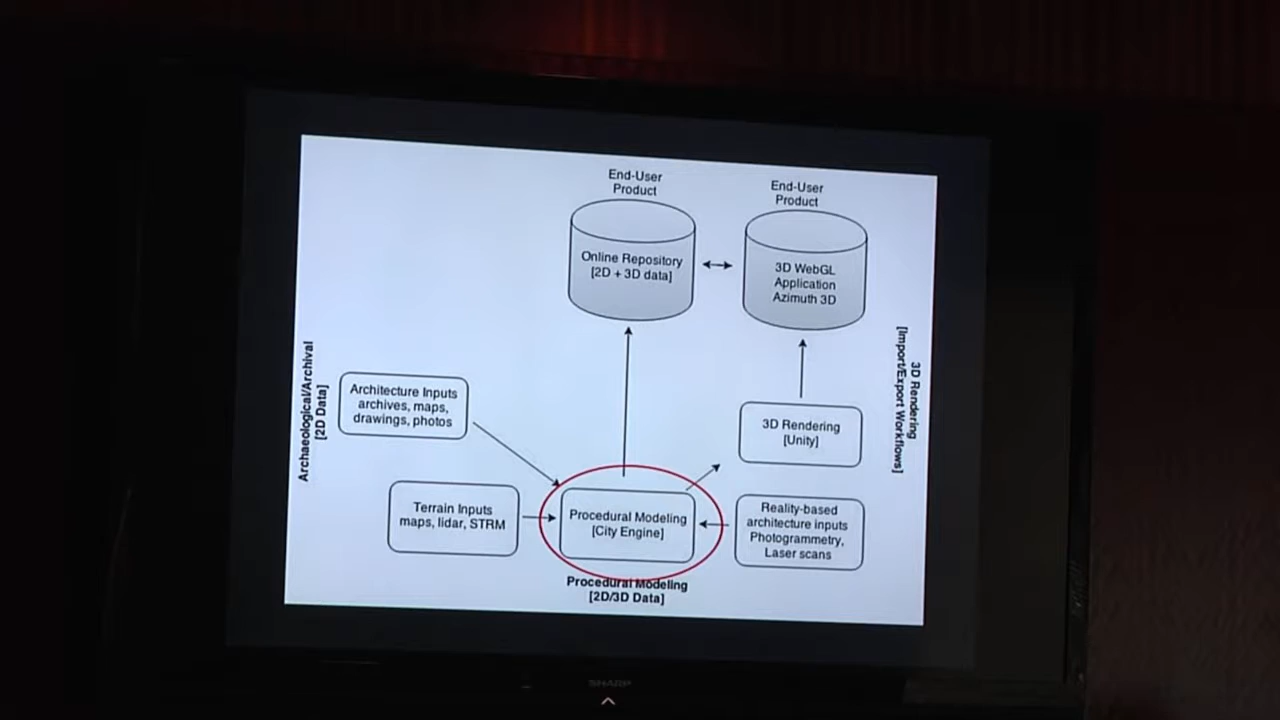 End-User
Product
End-User
Product
Online Repository
[2D + 3D data]
3D WebGL
Application
Azimuth 3D
Archaeological/Archival
[2D Data]
Architecture Inputs
archives, maps,
drawings, photos
3D Rendering
[Unity]
3D Rendering
[Import/Export Workflows]
Terrain Inputs
maps, lidar, STRM
Procedural Modeling
[City Engine]
Reality-based
architecture inputs
Photogrammetry,
Laser scans
Procedural Modeling
[2D/3D Data]
SHARP